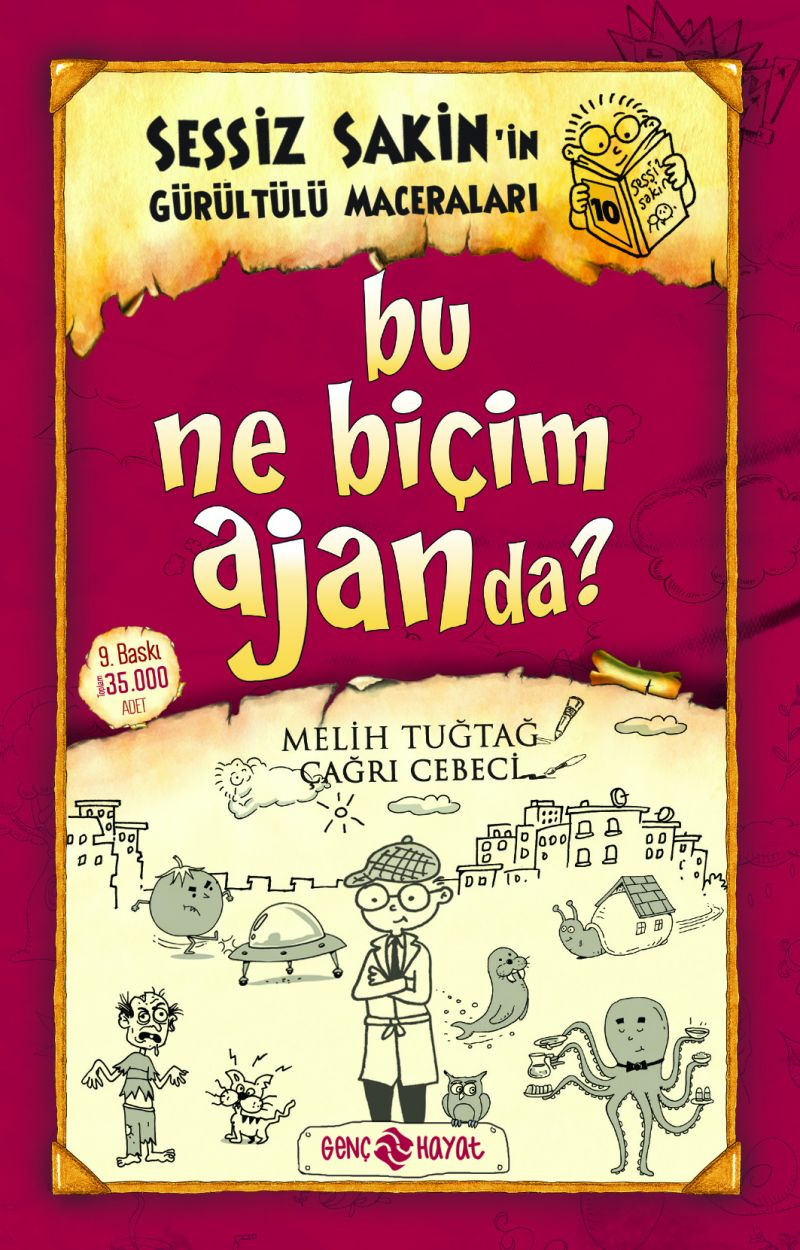 SESSİZ SAKİN'in
GÜRÜLTÜLÜ MACERALARI
10
sessiz
sakin
bu
ne biçim
ajanda?
9. Baskı
Toplam 35.000
ADET
MELİH TUĞTAĞ
ÇAĞRI CEBECİ
GENÇ HAYAT